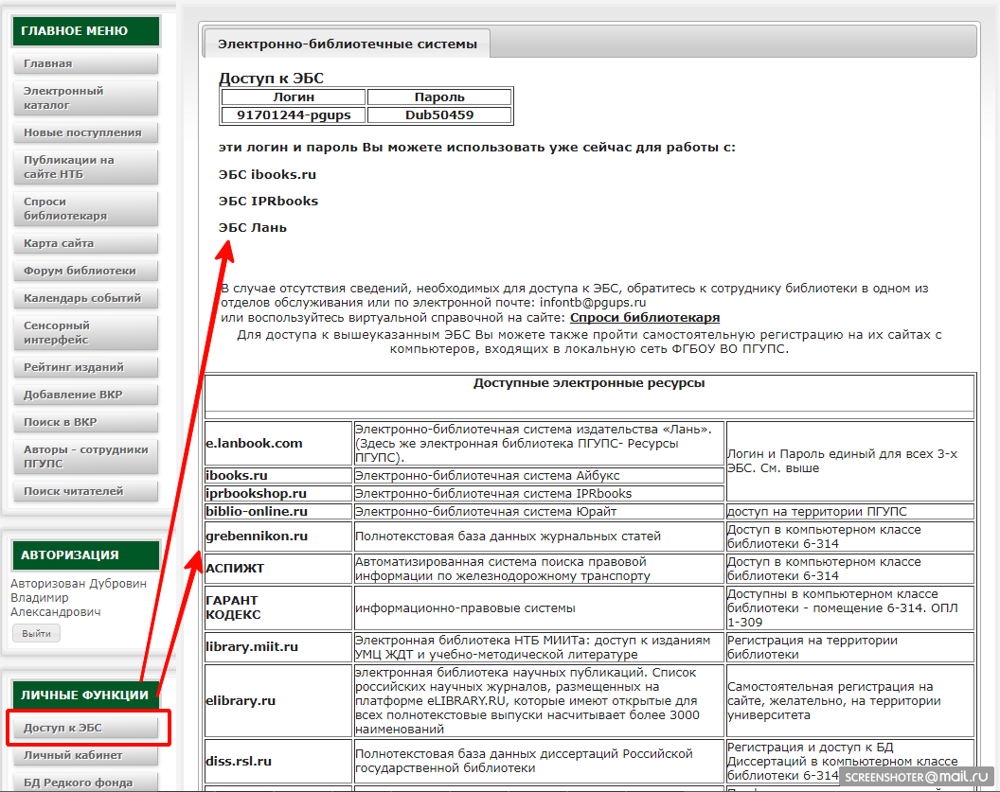 ГЛАВНОЕ МЕНЮ
Главная
Электронный
каталог
Новые поступления
Публикации на
сайте НТБ
Спроси
библиотекаря
Карта сайта
Форум библиотеки
Календарь событий
Сенсорный
интерфейс
Рейтинг изданий
Добавление ВКР
Поиск в ВКР
Авторы - сотрудники
ПГУПС
Поиск читателей
АВТОРИЗАЦИЯ
Авторизован Дубровин
Владимир
Александрович
Выйти
ЛИЧНЫЕ ФУНКЦИИ
Доступ к ЭБС
Личный кабинет
БД Редкого фонда
Электронно-библиотечные системы
Доступ к ЭБС
Логин Пароль
91701244-pgups Dub50459
эти логин и пароль Вы можете использовать уже сейчас для работы с:
ЭБС ibooks.ru
ЭБС IPRbooks
ЭБС Лань
В случае отсутствия сведений, необходимых для доступа к ЭБС, обратитесь к сотруднику библиотеки в одном из
отделов обслуживания или по электронной почте: infontb@pgups.ru
или воспользуйтесь виртуальной справочной на сайте: Спроси библиотекаря
Для доступа к вышеуказанным ЭБС Вы можете также пройти самостоятельную регистрацию на их сайтах с
компьютеров, входящих в локальную сеть ФГБОУ ВО ПГУПС.
Доступные электронные ресурсы
e.lanbook.com
Электронно-библиотечная система издательства «Лань».
(Здесь же электронная библиотека ПГУПС- Ресурсы
ПГУПС).
Логин и Пароль единый для всех 3-х
ЭБС. См. выше
ibooks.ru
Электронно-библиотечная система Айбукс
iprbookshop.ru
Электронно-библиотечная система IPRbooks
biblio-online.ru
Электронно-библиотечная система Юрайт
доступ на территории ПГУПС
grebennikon.ru
Полнотекстовая база данных журнальных статей
Доступ в компьютерном классе
библиотеки 6-314
АСПИЖТ
Автоматизированная система поиска правовой
информации по железнодорожному транспорту
Доступ в компьютерном классе
библиотеки 6-314
ГАРАНТ
КОДЕКС
информационно-правовые системы
Доступны в компьютерном классе
библиотеки - помещение 6-314. ОПЛ
1-309
library.miit.ru
Электронная библиотека НТБ МИИТа: доступ к изданиям
УМЦ ЖДТ и учебно-методической литературе
Регистрация на территории
библиотеки
elibrary.ru
электронная библиотека научных публикаций. Список
российских научных журналов, размещенных на
платформе eLIBRARY.RU, которые имеют открытые для
всех полнотекстовые выпуски насчитывает более 3000
наименований
Самостоятельная регистрация на
сайте, желательно, на территории
университета
diss.rsl.ru
Полнотекстовая база данных диссертаций Российской
государственной библиотеки
Регистрация и доступ к БД
Диссертаций в компьютерном классе
библиотеки 6-314
SCREENSHOTER@mail.ru